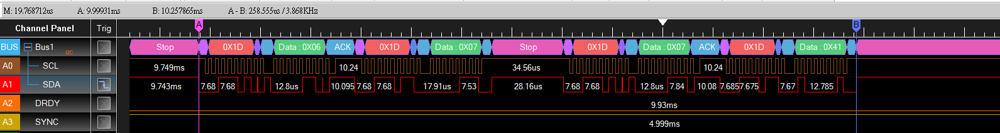 M: 19.768712us A: 9.99931ms B: 10.257865ms A - B: 258.555us / 3.868KHz
Channel Panel Trig A B
BUS Bus1 I2C Stop 0X1D Data : 0X06 ACK 0X1D Data : 0X07 Stop 0X1D Data : 0X07 ACK 0X1D Data : 0X41
A0 SCL 9.749ms 10.24 34.56us 10.24
A1 SDA 9.743ms 7.68 7.68 12.8us 10.095 7.68 7.68 17.91us 7.53 28.16us 7.68 7.68 12.8us 7.84 10.08 7.685 7.675 7.67 12.785
A2 DRDY 9.93ms
A3 SYNC 4.999ms